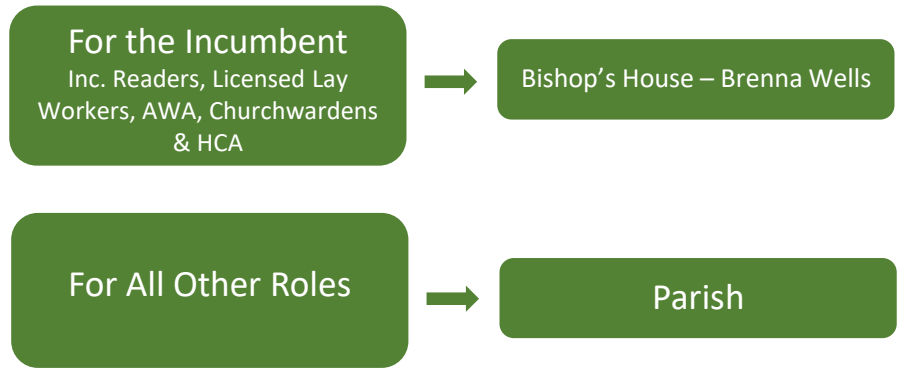 For the Incumbent
Inc. Readers, Licensed Lay
Workers, AWA, Churchwardens
& HCA
Bishop’s House – Brenna Wells
For All Other Roles
Parish